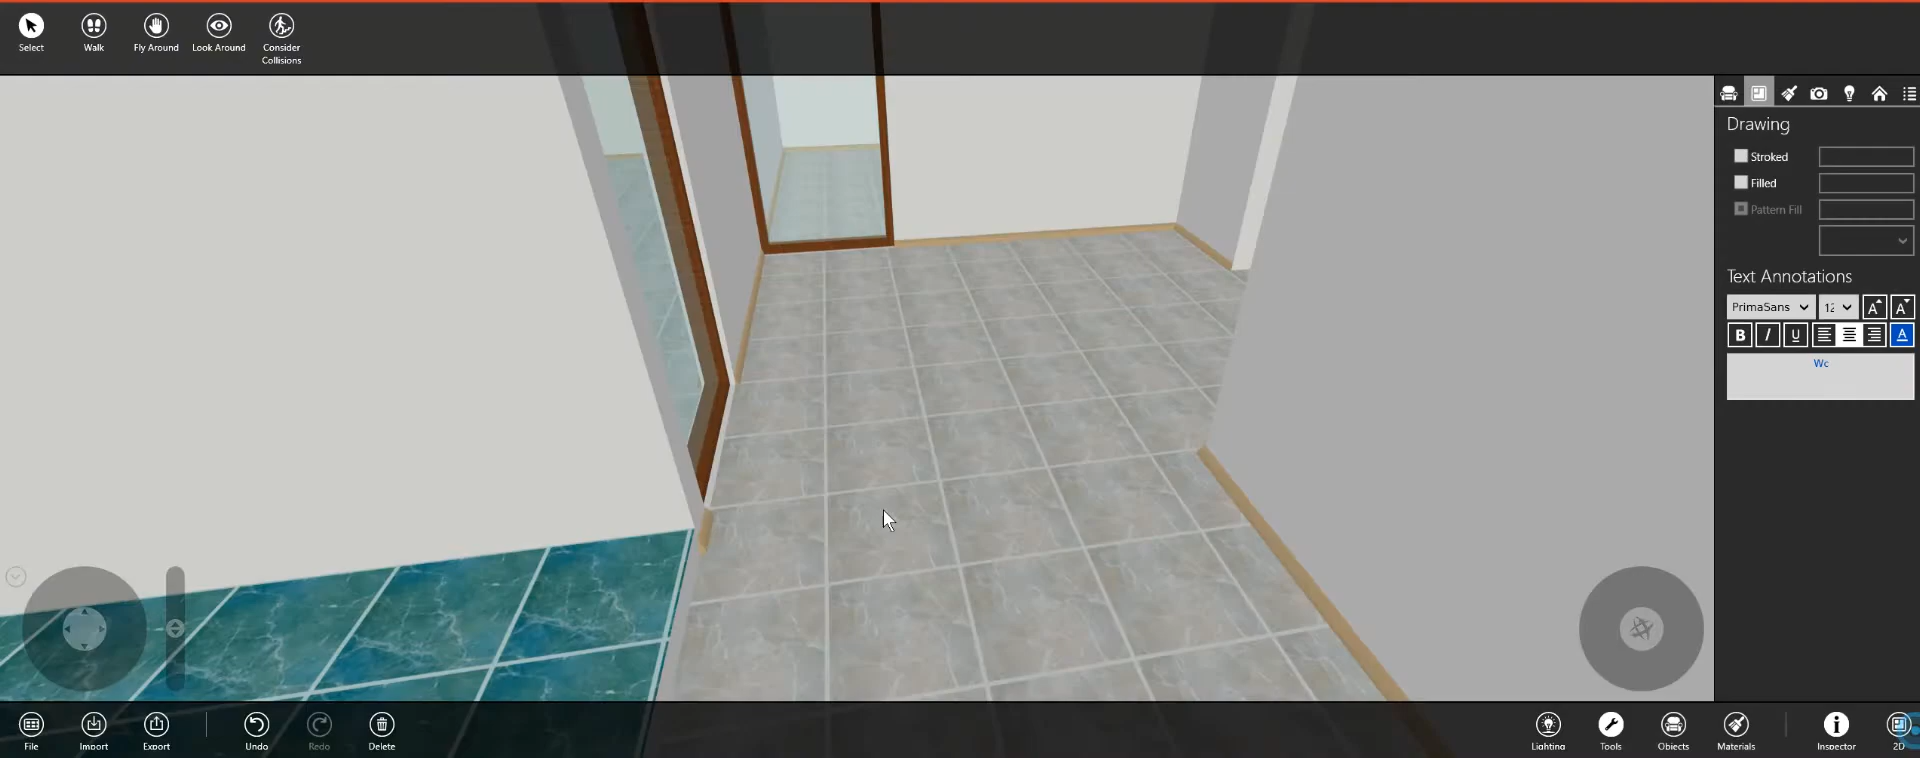 Select
Walk
Fly Around
Look Around
Consider
Collisions
Drawing
Stroked
Filled
Pattern Fill
Text Annotations
PrimaSans
12
A
A
B
I
U
A
Wc
File
Import
Export
Undo
Redo
Delete
Lighting
Tools
Objects
Materials
Inspector
2D